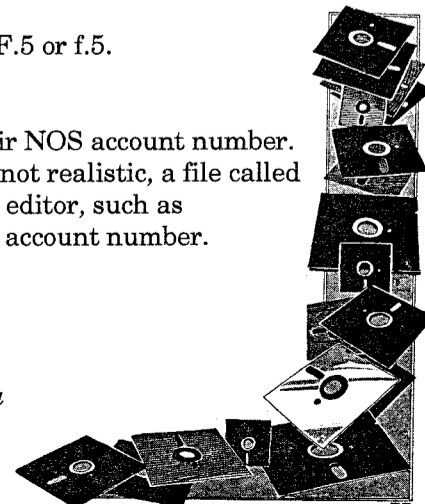 F.5 or f.5.
ir NOS account number.
not realistic, a file called
editor, such as
account number.